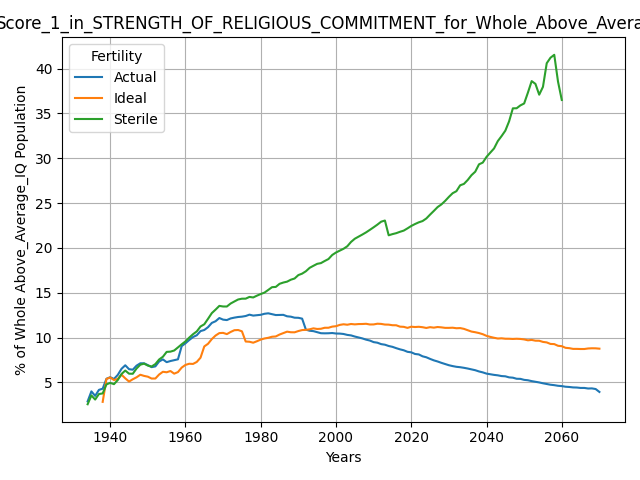 Score_1_in_STRENGTH_OF_RELIGIOUS_COMMITMENT_for_Whole_Above_Avera
Fertility
Actual
Ideal
Sterile
% of Whole Above_Average_IQ Population
40
35
30
25
20
15
10
5
1940 1960 1980 2000 2020 2040 2060
Years